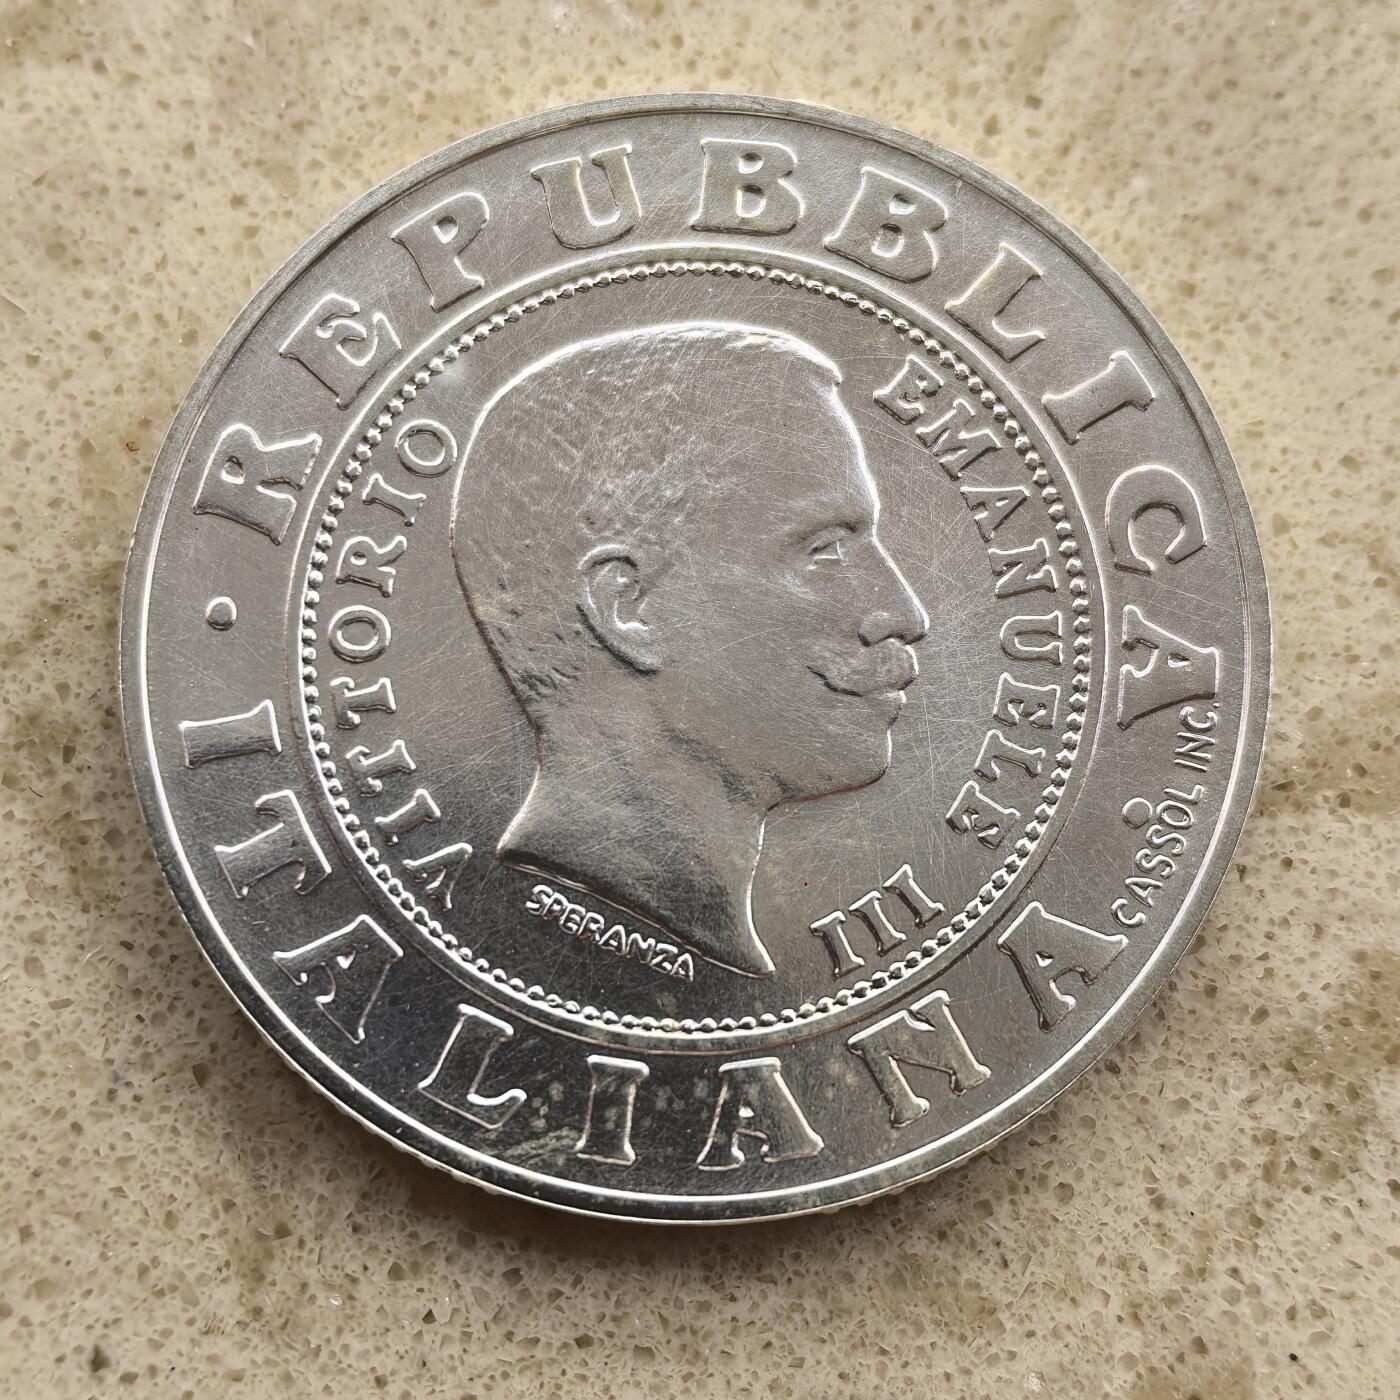 • REPUBBLICA
ITALIANA
VITTORIO
EMANUELE
III
SPERANZA
CASSOL INC.